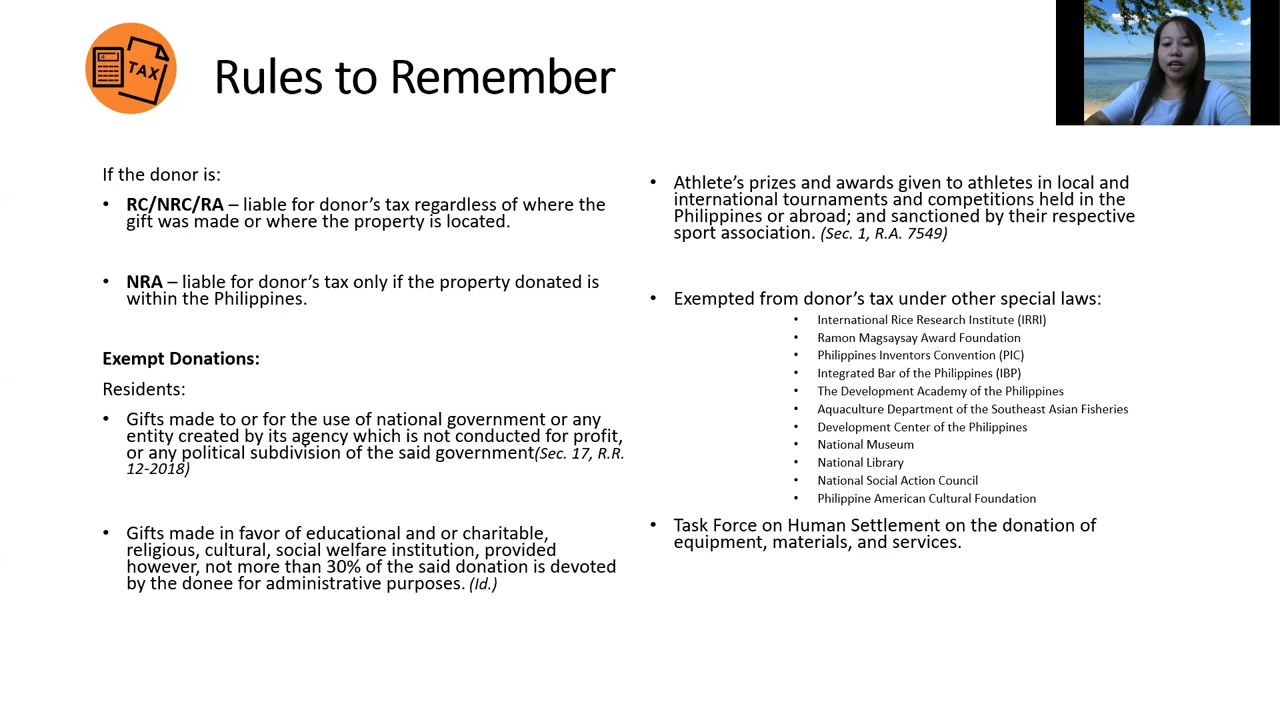 TAX
Rules to Remember
If the donor is:
• RC/NRC/RA – liable for donor's tax regardless of where the
gift was made or where the property is located.
• NRA – liable for donor's tax only if the property donated is
within the Philippines.
Exempt Donations:
Residents:
• Gifts made to or for the use of national government or any
entity created by its agency which is not conducted for profit,
or any political subdivision of the said government(Sec. 17, R.R.
12-2018)
• Gifts made in favor of educational and or charitable,
religious, cultural, social welfare institution, provided
however, not more than 30% of the said donation is devoted
by the donee for administrative purposes. (Id.)
• Athlete's prizes and awards given to athletes in local and
international tournaments and competitions held in the
Philippines or abroad; and sanctioned by their respective
sport association. (Sec. 1, R.A. 7549)
• Exempted from donor's tax under other special laws:
• International Rice Research Institute (IRRI)
• Ramon Magsaysay Award Foundation
• Philippines Inventors Convention (PIC)
• Integrated Bar of the Philippines (IBP)
• The Development Academy of the Philippines
• Aquaculture Department of the Southeast Asian Fisheries
• Development Center of the Philippines
• National Museum
• National Library
• National Social Action Council
• Philippine American Cultural Foundation
• Task Force on Human Settlement on the donation of
equipment, materials, and services.